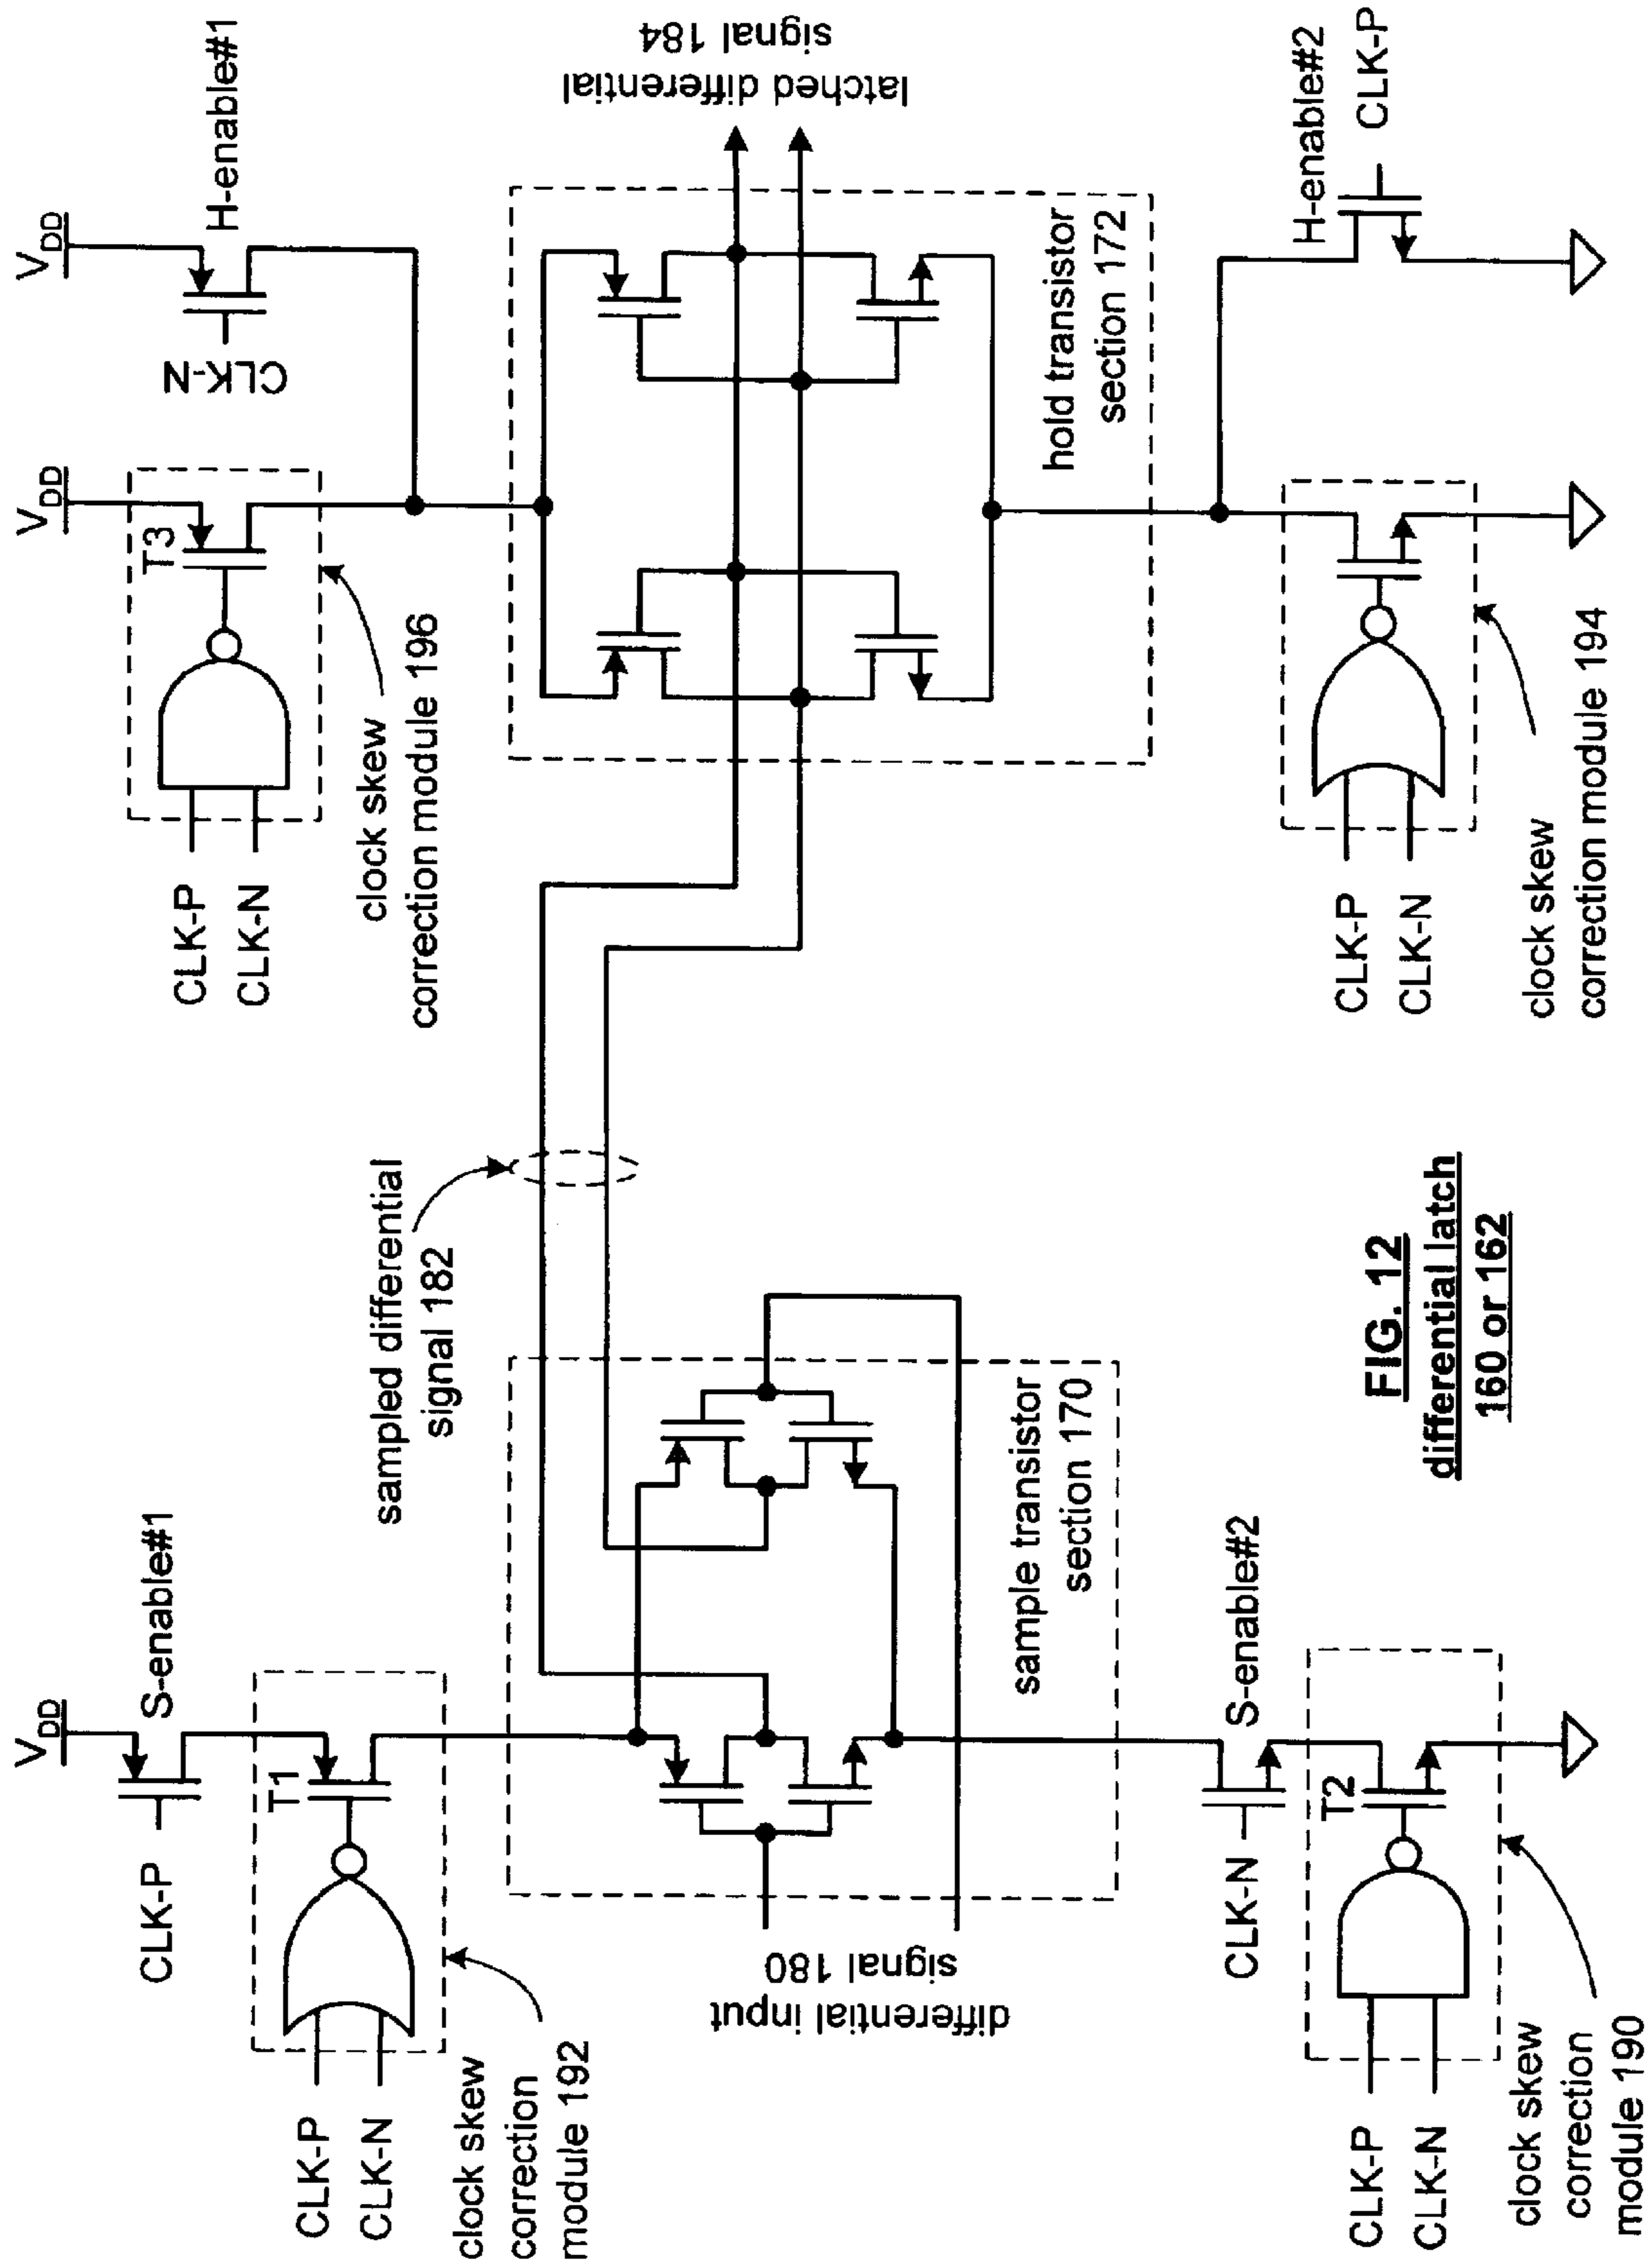 V_DD
S-enable#1
CLK-P
T1
CLK-P
CLK-N
clock skew
correction
module 192
sampled differential
signal 182
V_DD
T3
CLK-P
CLK-N
clock skew
correction module 196
V_DD
H-enable#1
CLK-N
differential input
signal 180
sample transistor
section 170
hold transistor
section 172
latched differential
signal 184
S-enable#2
CLK-N
T2
CLK-P
CLK-N
clock skew
correction
module 190
CLK-P
CLK-N
clock skew
correction module 194
H-enable#2
CLK-P
FIG. 12
differential latch
160 or 162